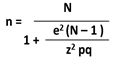 n = N
1 + e² (N – 1)
z² pq